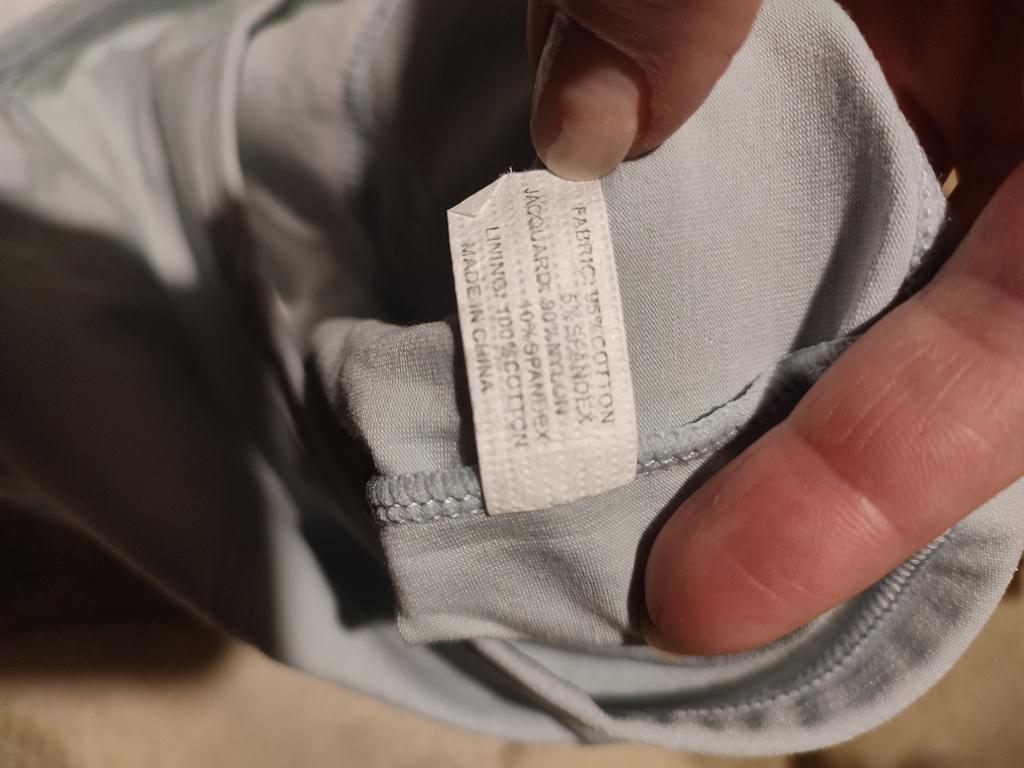 FABRIC: 95%COTTON
5%SPANDEX
JACQUARD: 90%NYLON
10%SPANDEX
LINING: 100%COTTON
MADE IN CHINA